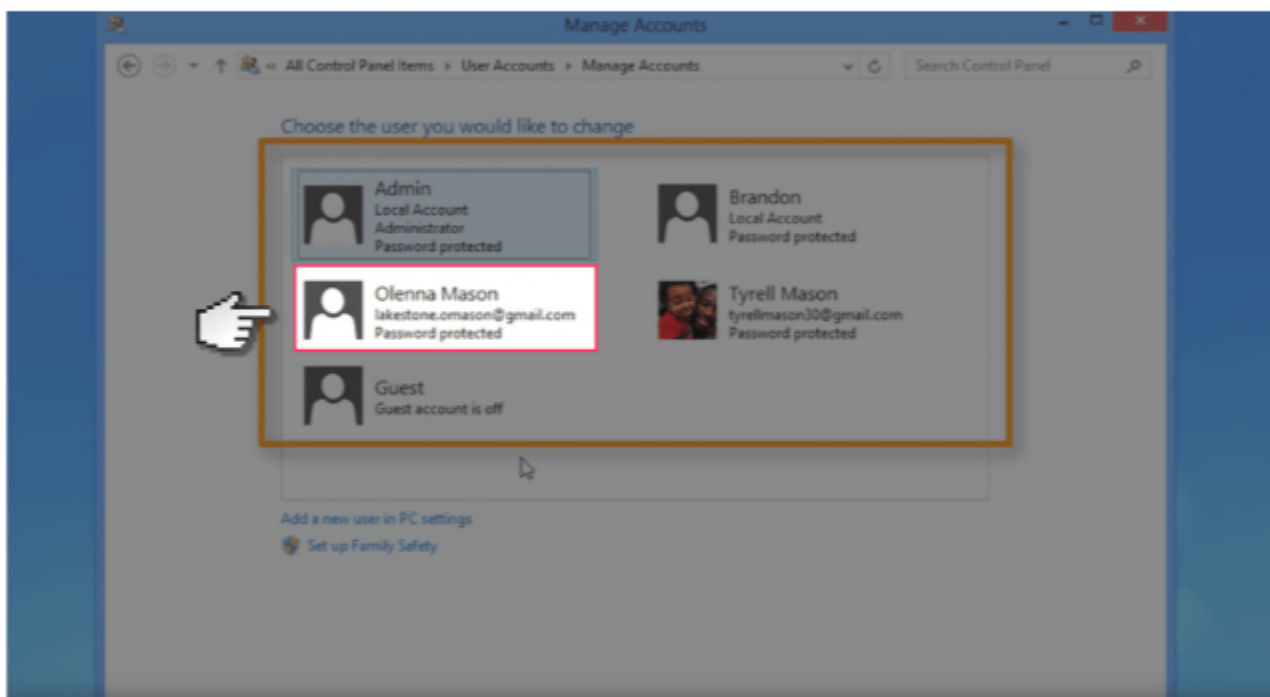 Manage Accounts
« All Control Panel Items ▸ User Accounts ▸ Manage Accounts
Search Control Panel
Choose the user you would like to change
Admin
Local Account
Administrator
Password protected
Brandon
Local Account
Password protected
Olenna Mason
lakestone.omason@gmail.com
Password protected
Tyrell Mason
tyrellmason30@gmail.com
Password protected
Guest
Guest account is off
Add a new user in PC settings
Set up Family Safety